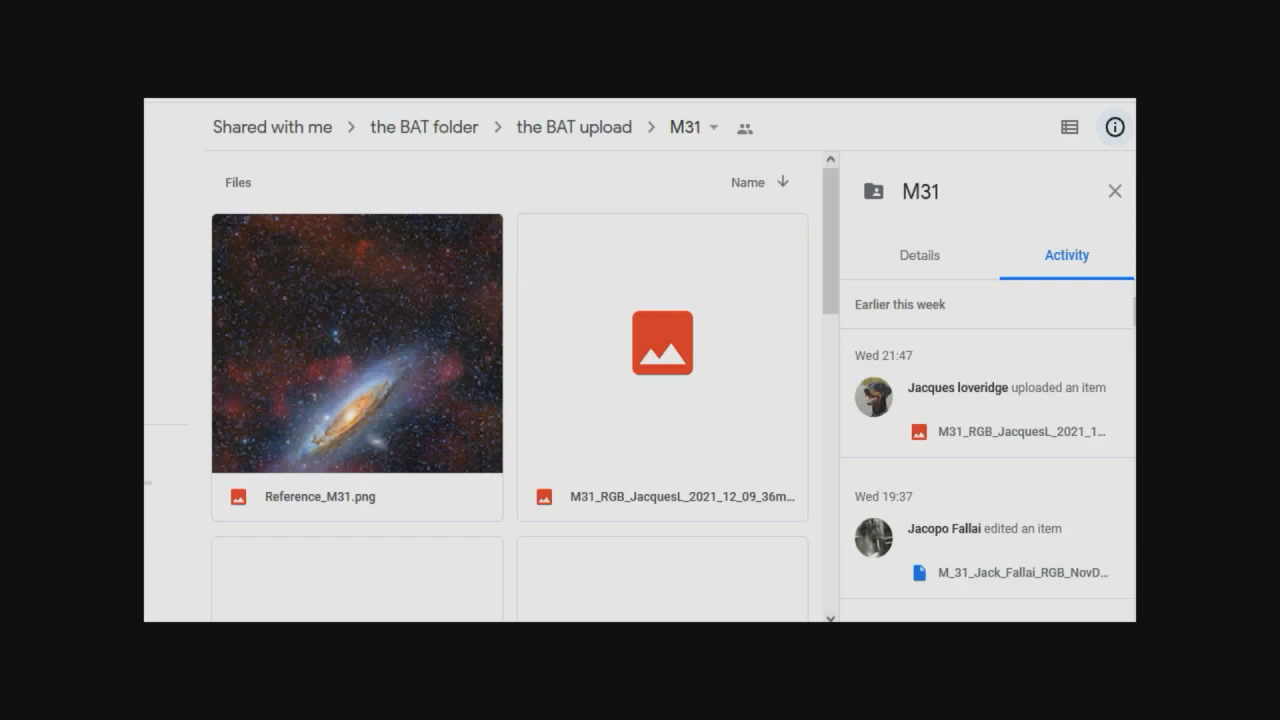 Shared with me > the BAT folder > the BAT upload > M31
Files
Name
Reference_M31.png
M31_RGB_JacquesL_2021_12_09_36m...
M31
Details
Activity
Earlier this week
Wed 21:47
Jacques loveridge uploaded an item
M31_RGB_JacquesL_2021_1...
Wed 19:37
Jacopo Fallai edited an item
M_31_Jack_Fallai_RGB_NovD...